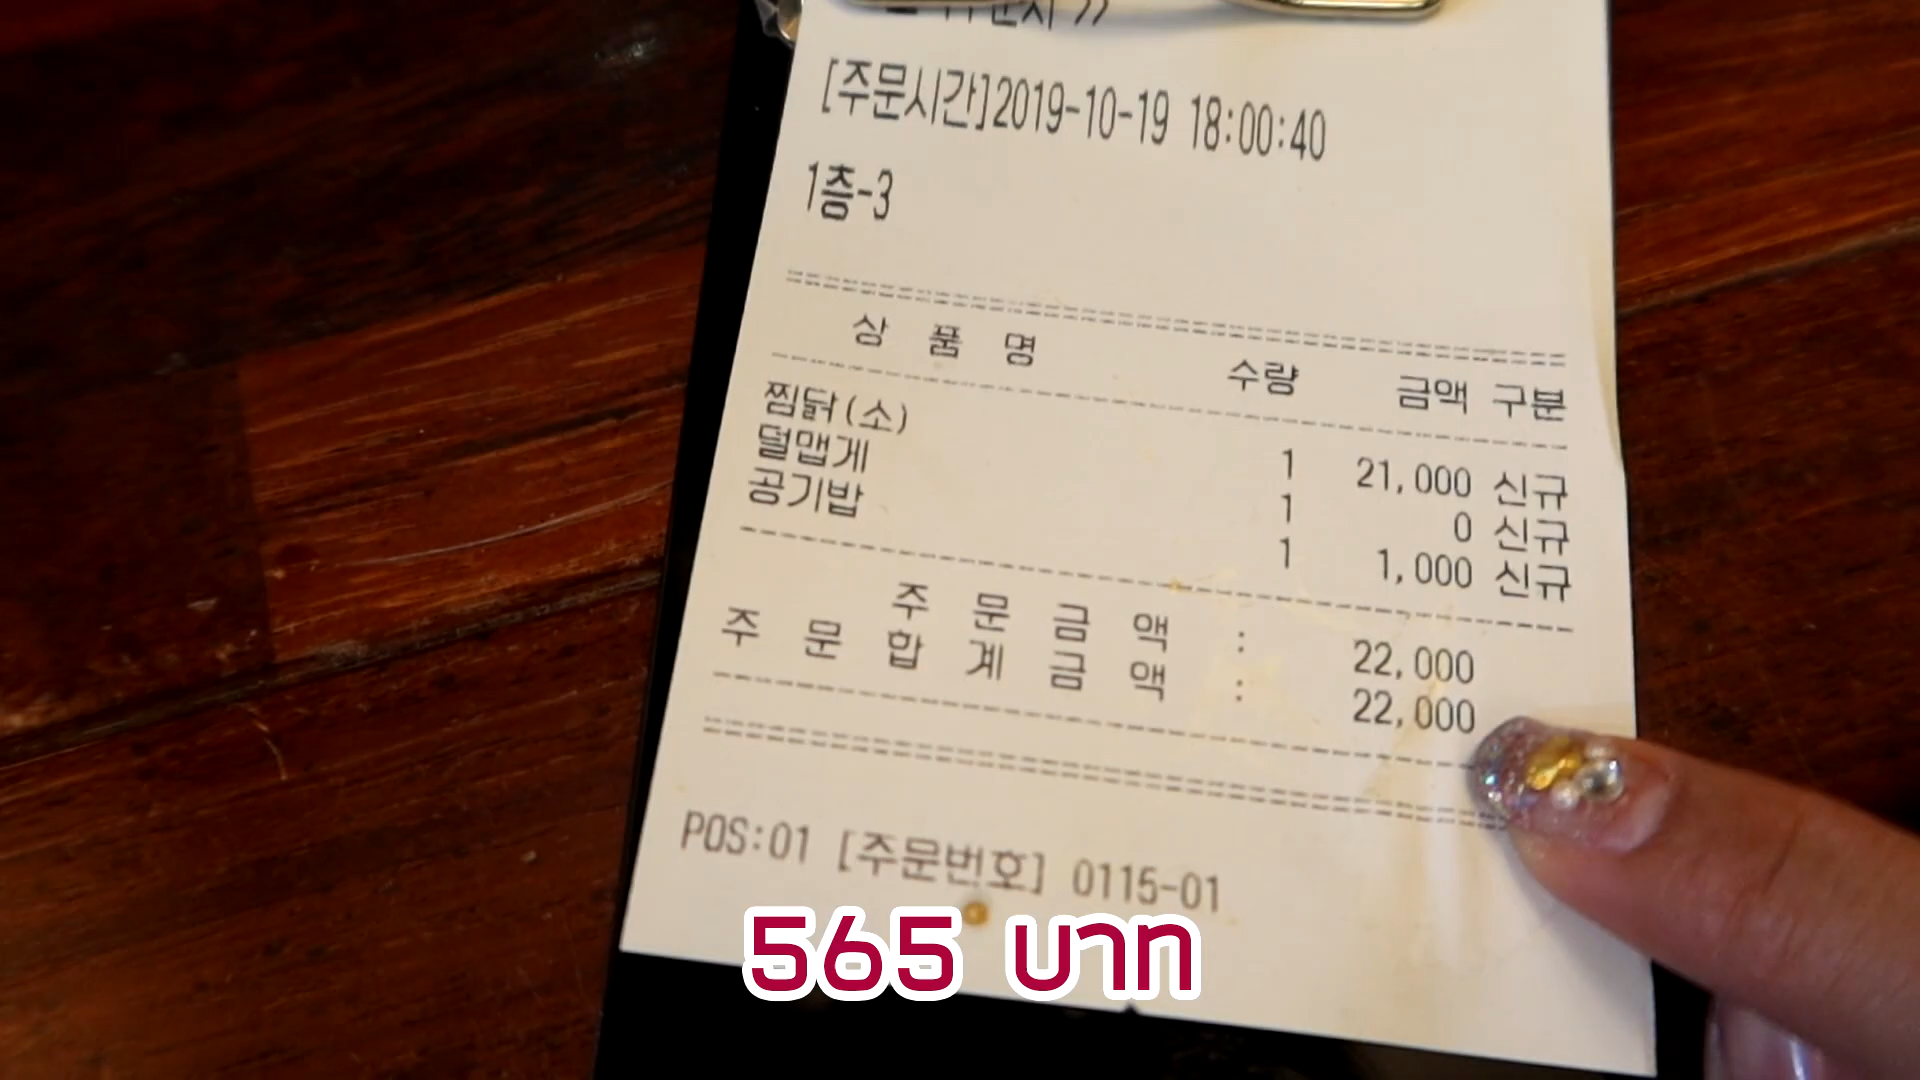 [주문시간]2019-10-19 18:00:40
1층-3
상 품 명 수량 금액 구분
찜닭(소) 1 21,000 신규
덜맵게 1 0 신규
공기밥 1 1,000 신규
주 문 금 액 : 22,000
주 문 합 계 금 액 : 22,000
POS:01 [주문번호] 0115-01
565 บาท